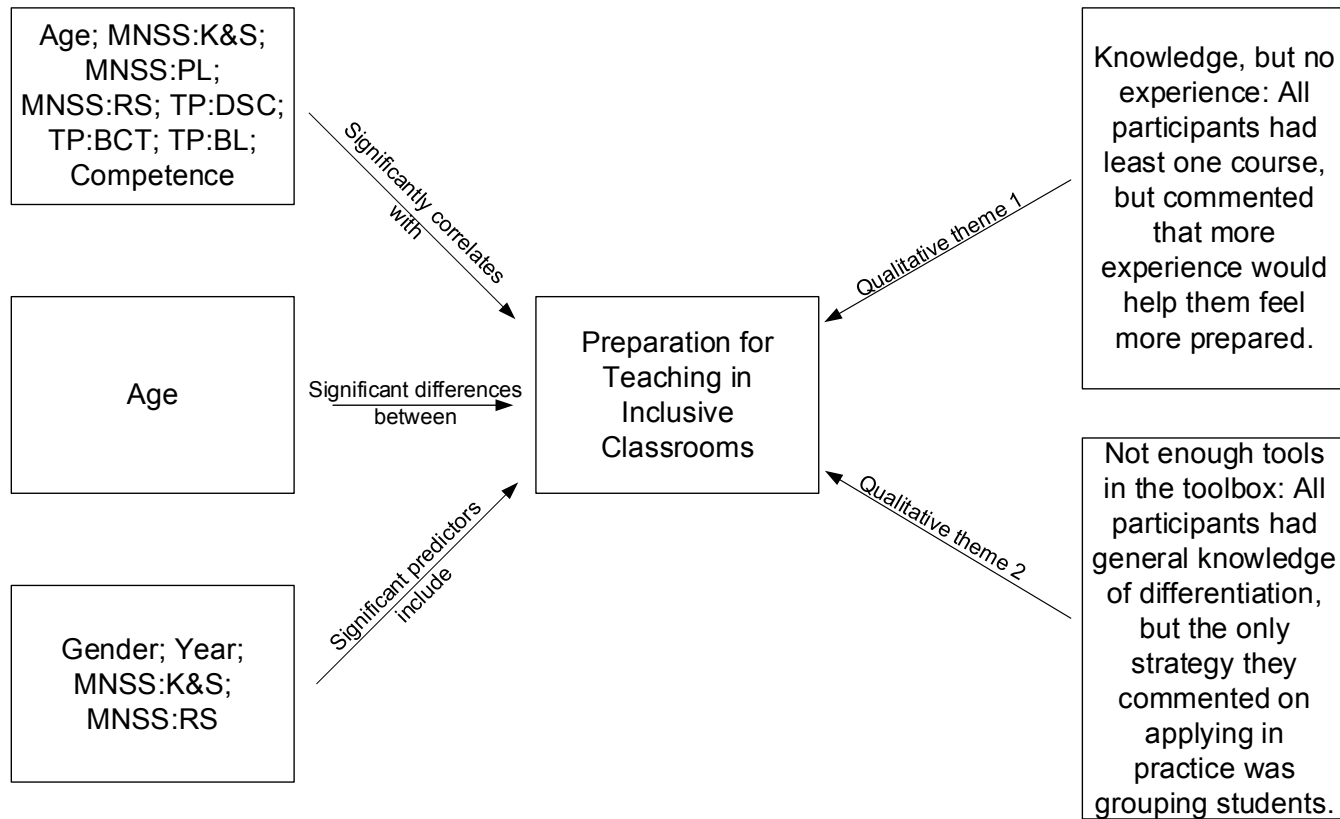 Age; MNSS:K&S;
MNSS:PL;
MNSS:RS; TP:DSC;
TP:BCT; TP:BL;
Competence
Significantly correlates
with
Age
Significant differences
between
Gender; Year;
MNSS:K&S;
MNSS:RS
Significant predictors
include
Preparation for
Teaching in
Inclusive
Classrooms
Qualitative theme 1
Knowledge, but no
experience: All
participants had
least one course,
but commented
that more
experience would
help them feel
more prepared.
Qualitative theme 2
Not enough tools
in the toolbox: All
participants had
general knowledge
of differentiation,
but the only
strategy they
commented on
applying in
practice was
grouping students.